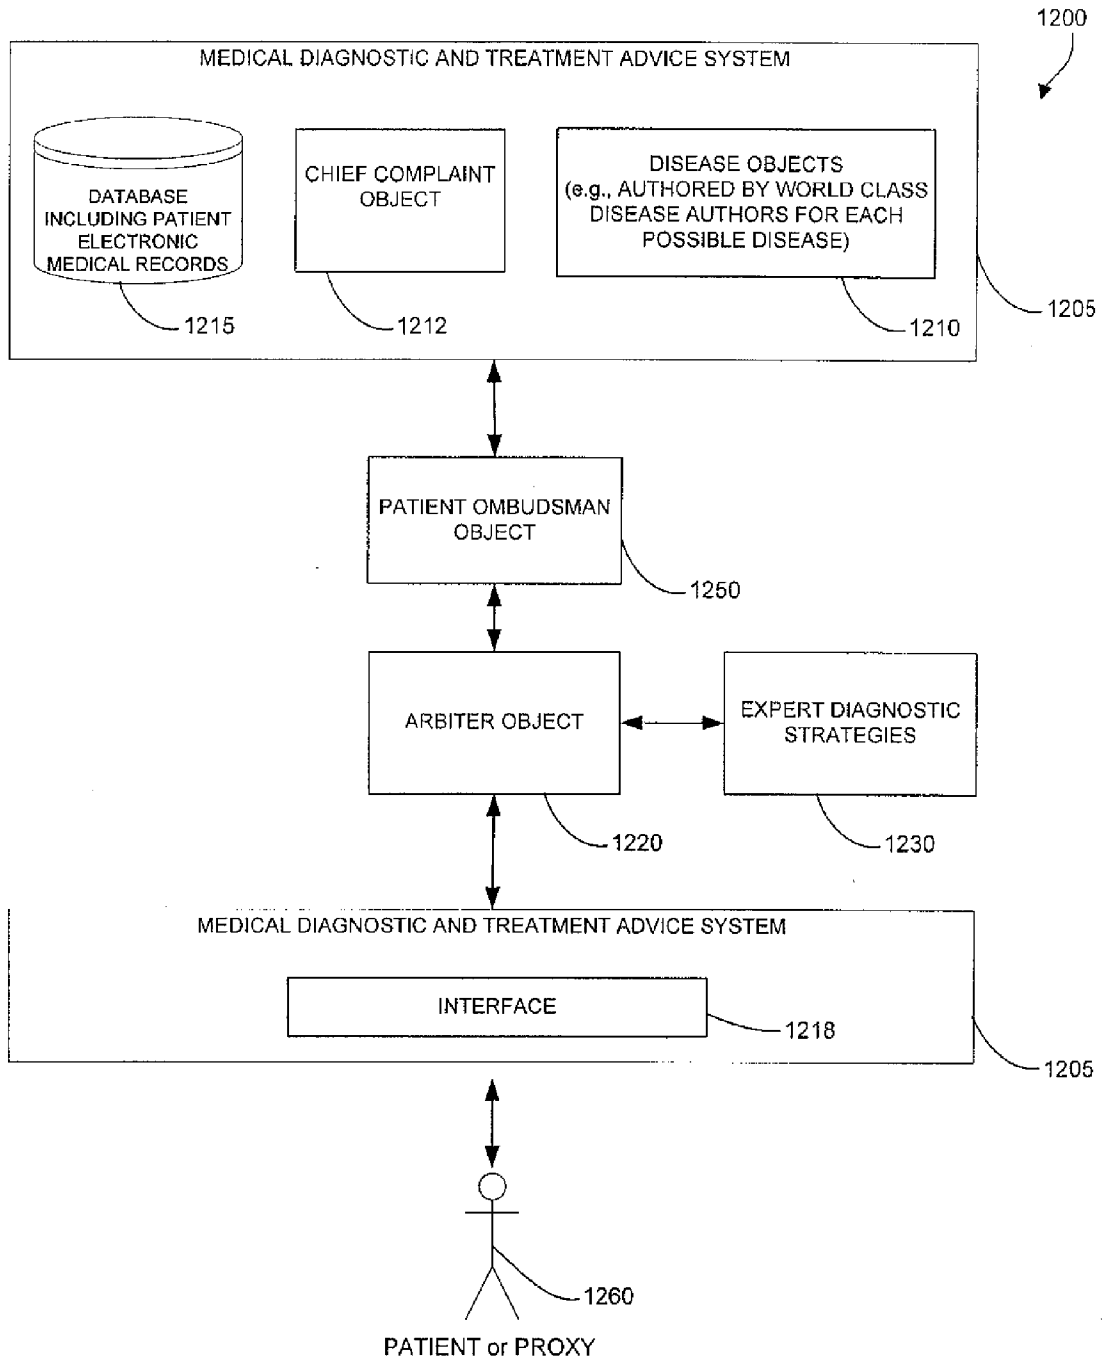 1200
MEDICAL DIAGNOSTIC AND TREATMENT ADVICE SYSTEM
DATABASE
INCLUDING PATIENT
ELECTRONIC
MEDICAL RECORDS
CHIEF COMPLAINT
OBJECT
DISEASE OBJECTS
(e.g., AUTHORED BY WORLD CLASS
DISEASE AUTHORS FOR EACH
POSSIBLE DISEASE)
1215
1212
1210
1205
PATIENT OMBUDSMAN
OBJECT
1250
ARBITER OBJECT
EXPERT DIAGNOSTIC
STRATEGIES
1220
1230
MEDICAL DIAGNOSTIC AND TREATMENT ADVICE SYSTEM
INTERFACE
1218
1205
1260
PATIENT or PROXY